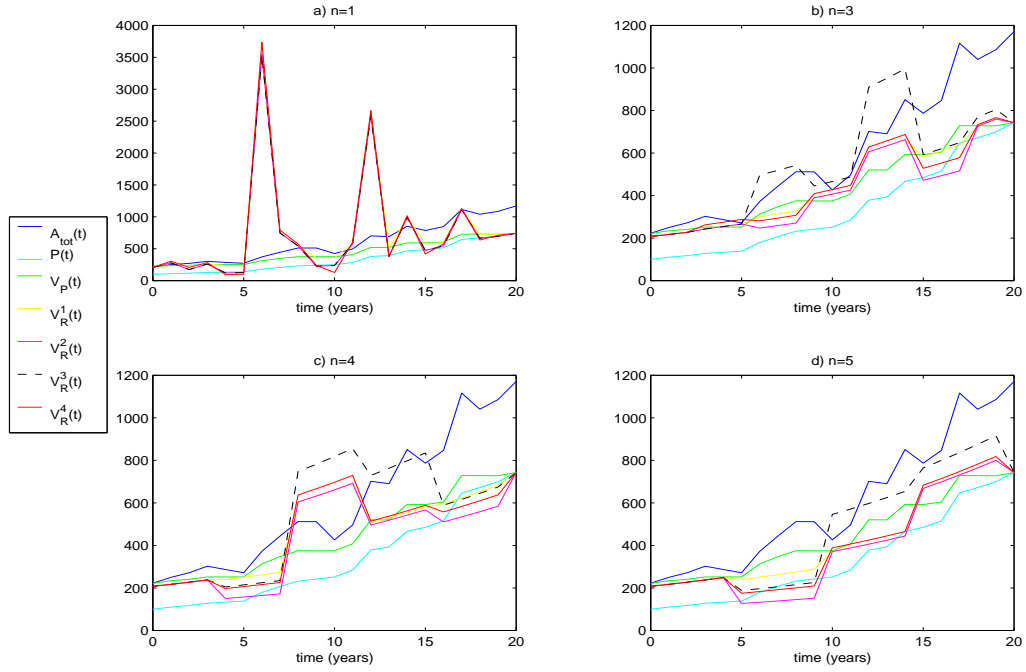 a) n=1
4000
3500
3000
2500
2000
1500
1000
500
0
0 5 10 15 20
time (years)
b) n=3
1200
1000
800
600
400
200
0
0 5 10 15 20
time (years)
A_tot(t)
P(t)
V_P(t)
V_R^1(t)
V_R^2(t)
V_R^3(t)
V_R^4(t)
c) n=4
1200
1000
800
600
400
200
0
0 5 10 15 20
time (years)
d) n=5
1200
1000
800
600
400
200
0
0 5 10 15 20
time (years)